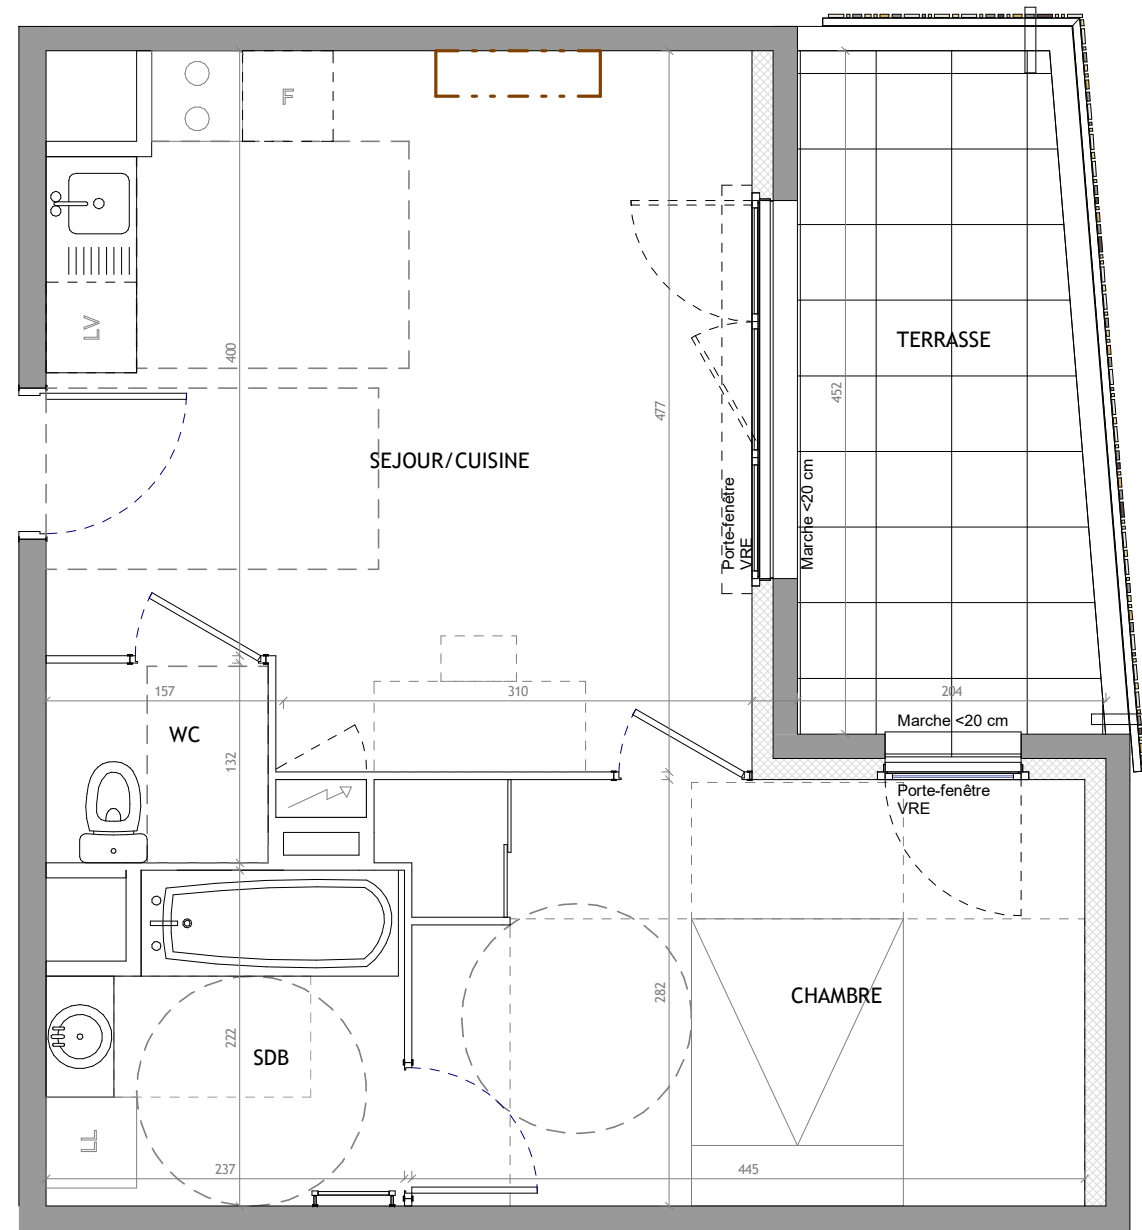 F
LV
400
477
452
TERRASSE
SEJOUR/CUISINE
Porte-fenêtre
VRE
Marche <20 cm
157
310
204
WC
132
Marche <20 cm
Porte-fenêtre
VRE
CHAMBRE
282
222
SDB
LL
237
445